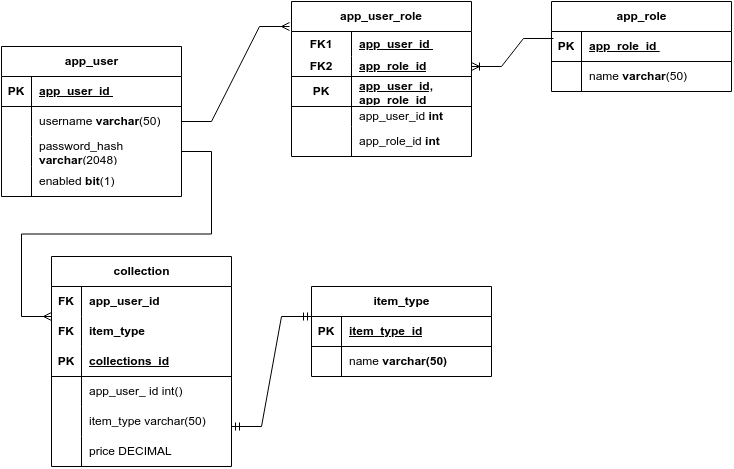 app_user_role
FK1 app_user_id
FK2 app_role_id
PK app_user_id,
app_role_id
app_user_id int
app_role_id int
app_role
PK app_role_id
name varchar(50)
app_user
PK app_user_id
username varchar(50)
password_hash
varchar(2048)
enabled bit(1)
collection
FK app_user_id
FK item_type
PK collections_id
app_user_ id int()
item_type varchar(50)
price DECIMAL
item_type
PK item_type_id
name varchar(50)